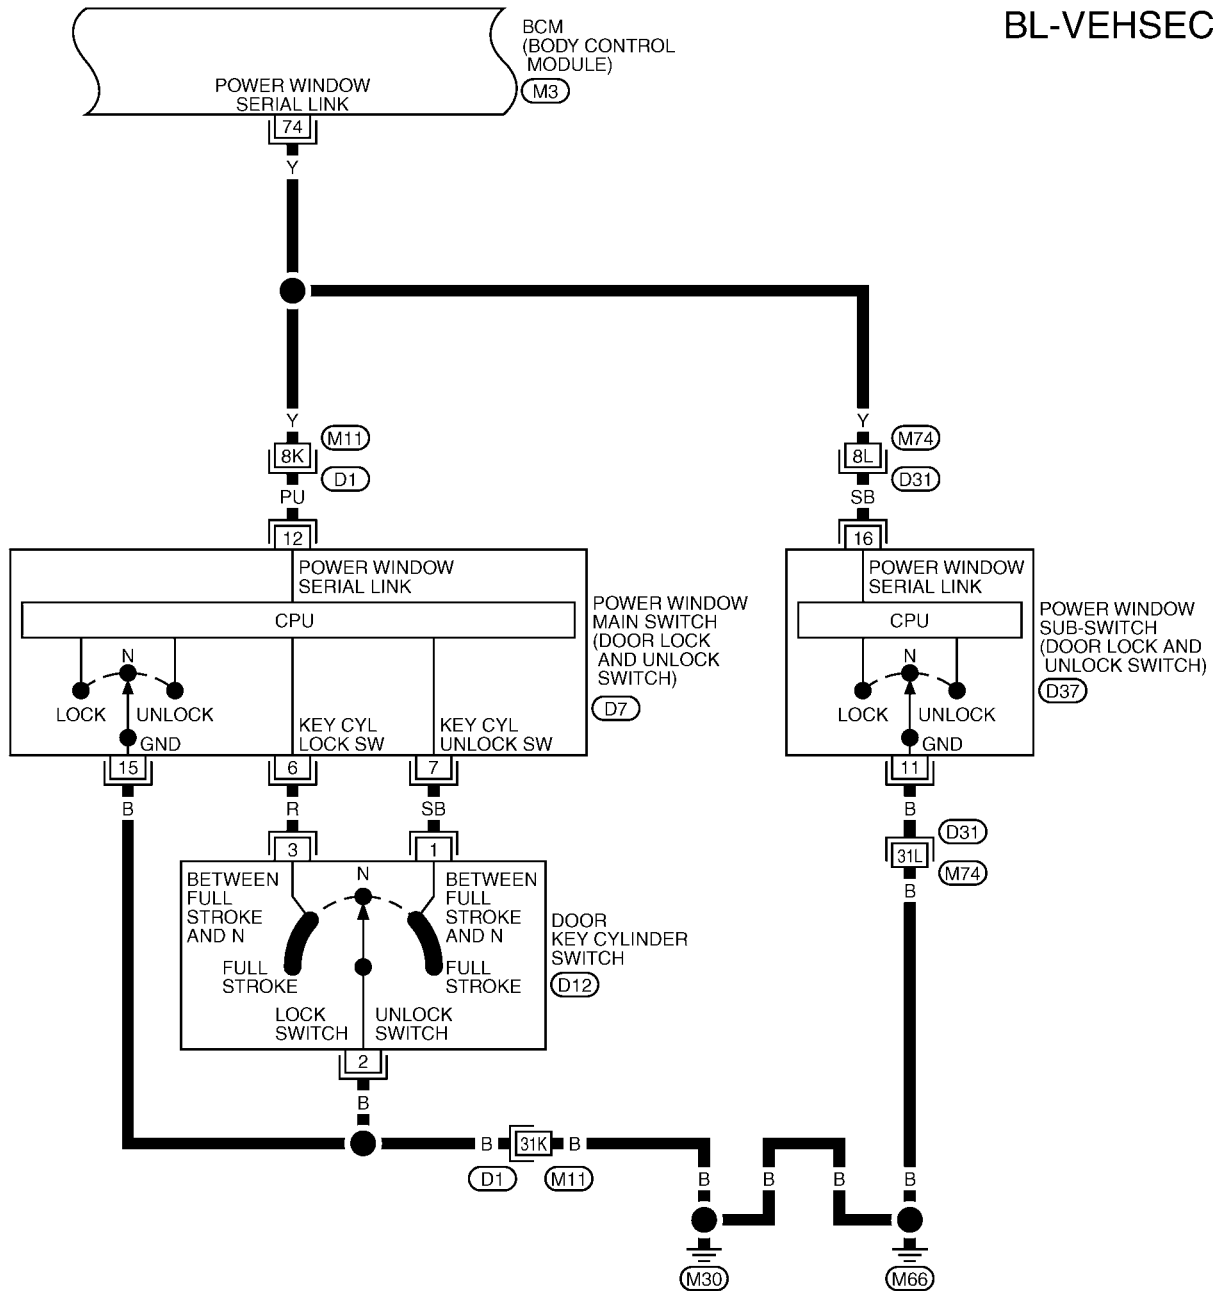 BL-VEHSEC
BCM
(BODY CONTROL
MODULE)
M3
POWER WINDOW
SERIAL LINK
74
Y
Y
Y
M11
8K
D1
PU
M74
8L
D31
SB
12
16
POWER WINDOW
SERIAL LINK
CPU
N
LOCK
UNLOCK
GND
KEY CYL
LOCK SW
KEY CYL
UNLOCK SW
POWER WINDOW
MAIN SWITCH
(DOOR LOCK
AND UNLOCK
SWITCH)
D7
POWER WINDOW
SERIAL LINK
CPU
N
LOCK
UNLOCK
GND
POWER WINDOW
SUB-SWITCH
(DOOR LOCK AND
UNLOCK SWITCH)
D37
15
6
7
11
B
R
SB
B
3
1
D31
31L
M74
B
BETWEEN
FULL
STROKE
AND N
FULL
STROKE
N
BETWEEN
FULL
STROKE
AND N
FULL
STROKE
LOCK
SWITCH
UNLOCK
SWITCH
DOOR
KEY CYLINDER
SWITCH
D12
2
B
B
31K
B
D1
M11
B
B
B
B
M30
M66